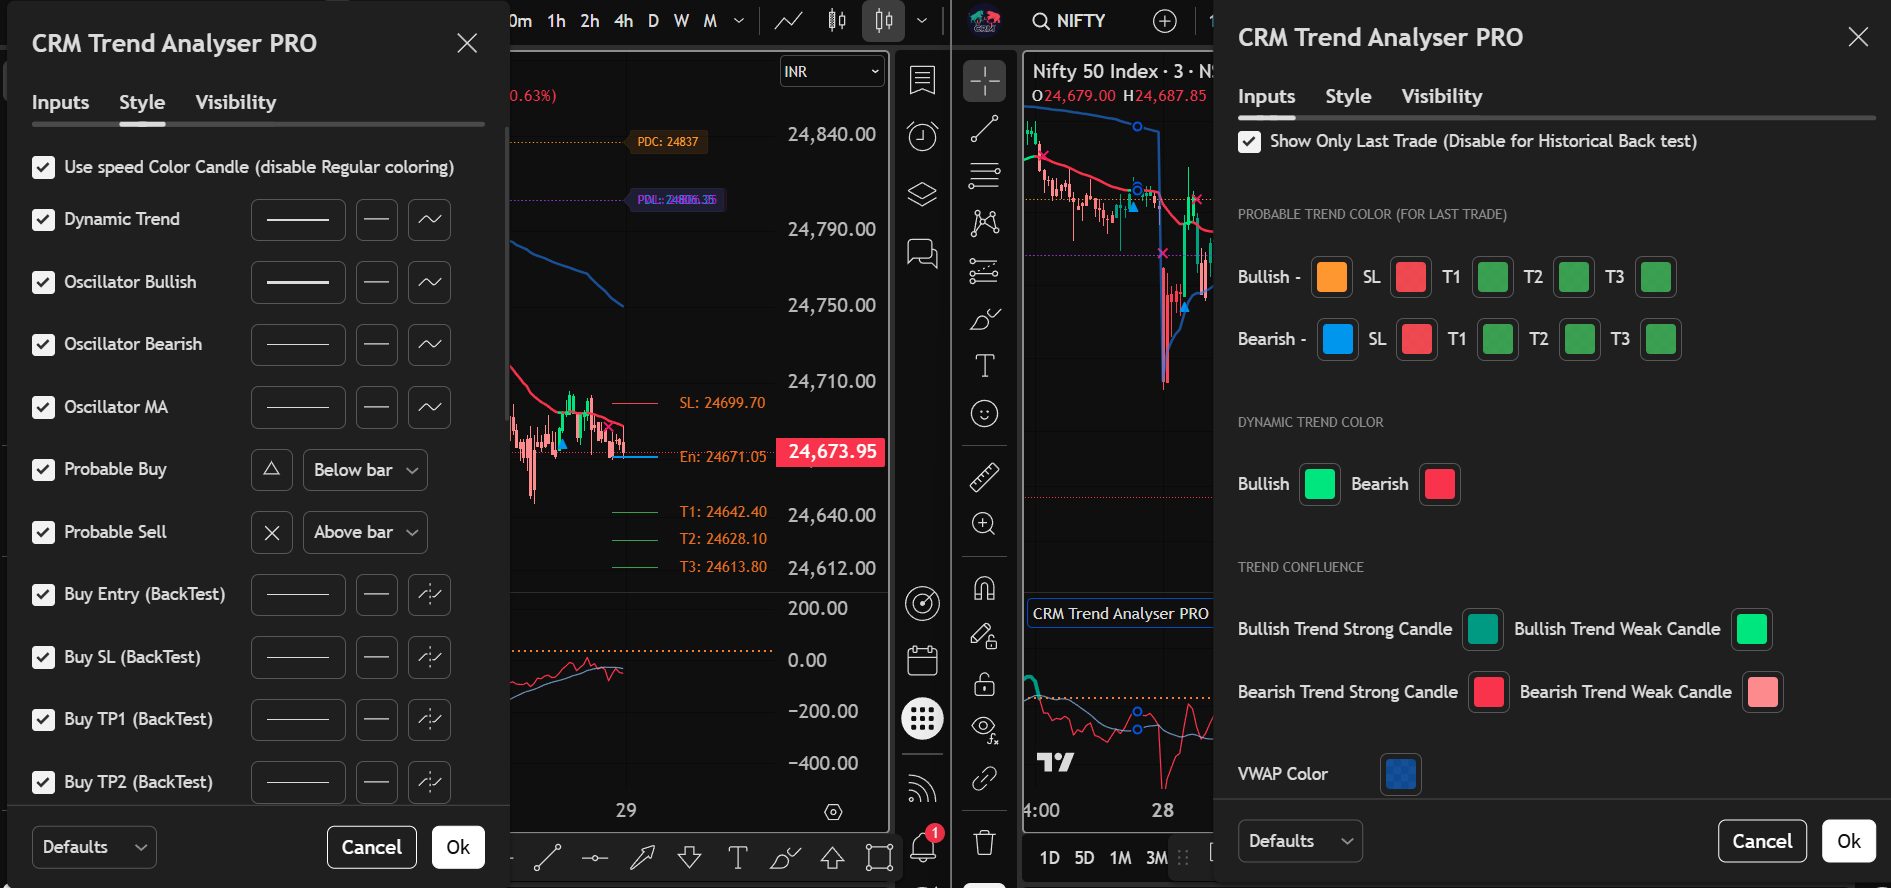 CRM Trend Analyser PRO
Inputs Style Visibility
Use speed Color Candle (disable Regular coloring)
Dynamic Trend
Oscillator Bullish
Oscillator Bearish
Oscillator MA
Probable Buy Below bar
Probable Sell Above bar
Buy Entry (BackTest)
Buy SL (BackTest)
Buy TP1 (BackTest)
Buy TP2 (BackTest)
Defaults Cancel Ok
0m 1h 2h 4h D W M
0.63%)
INR
PDC: 24837
24,840.00
24,790.00
24,750.00
24,710.00
SL: 24699.70
24,673.95
En: 24671.05
T1: 24642.40
24,640.00
T2: 24628.10
T3: 24613.80
24,612.00
200.00
0.00
−200.00
−400.00
29
1
CRM
NIFTY
Nifty 50 Index · 3 · N
O24,679.00 H24,687.85
CRM Trend Analyser PRO
4:00 28
1D 5D 1M 3M
CRM Trend Analyser PRO
Inputs Style Visibility
Show Only Last Trade (Disable for Historical Back test)
PROBABLE TREND COLOR (FOR LAST TRADE)
Bullish - SL T1 T2 T3
Bearish - SL T1 T2 T3
DYNAMIC TREND COLOR
Bullish Bearish
TREND CONFLUENCE
Bullish Trend Strong Candle Bullish Trend Weak Candle
Bearish Trend Strong Candle Bearish Trend Weak Candle
VWAP Color
Defaults Cancel Ok